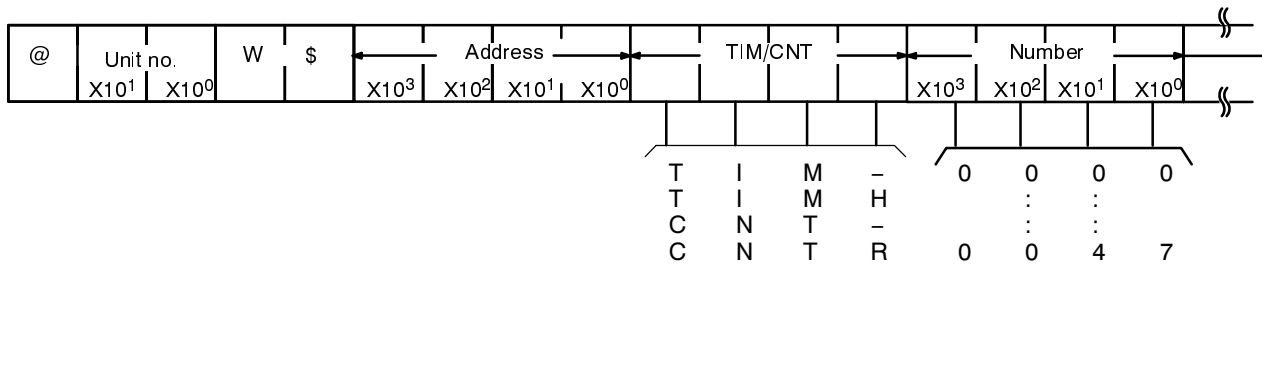 @ Unit no. W $ Address TIM/CNT Number
X10¹ X10⁰ X10³ X10² X10¹ X10⁰ X10³ X10² X10¹ X10⁰
T I M – 0 0 0 0
T I M H : :
C N T – : :
C N T R 0 0 4 7